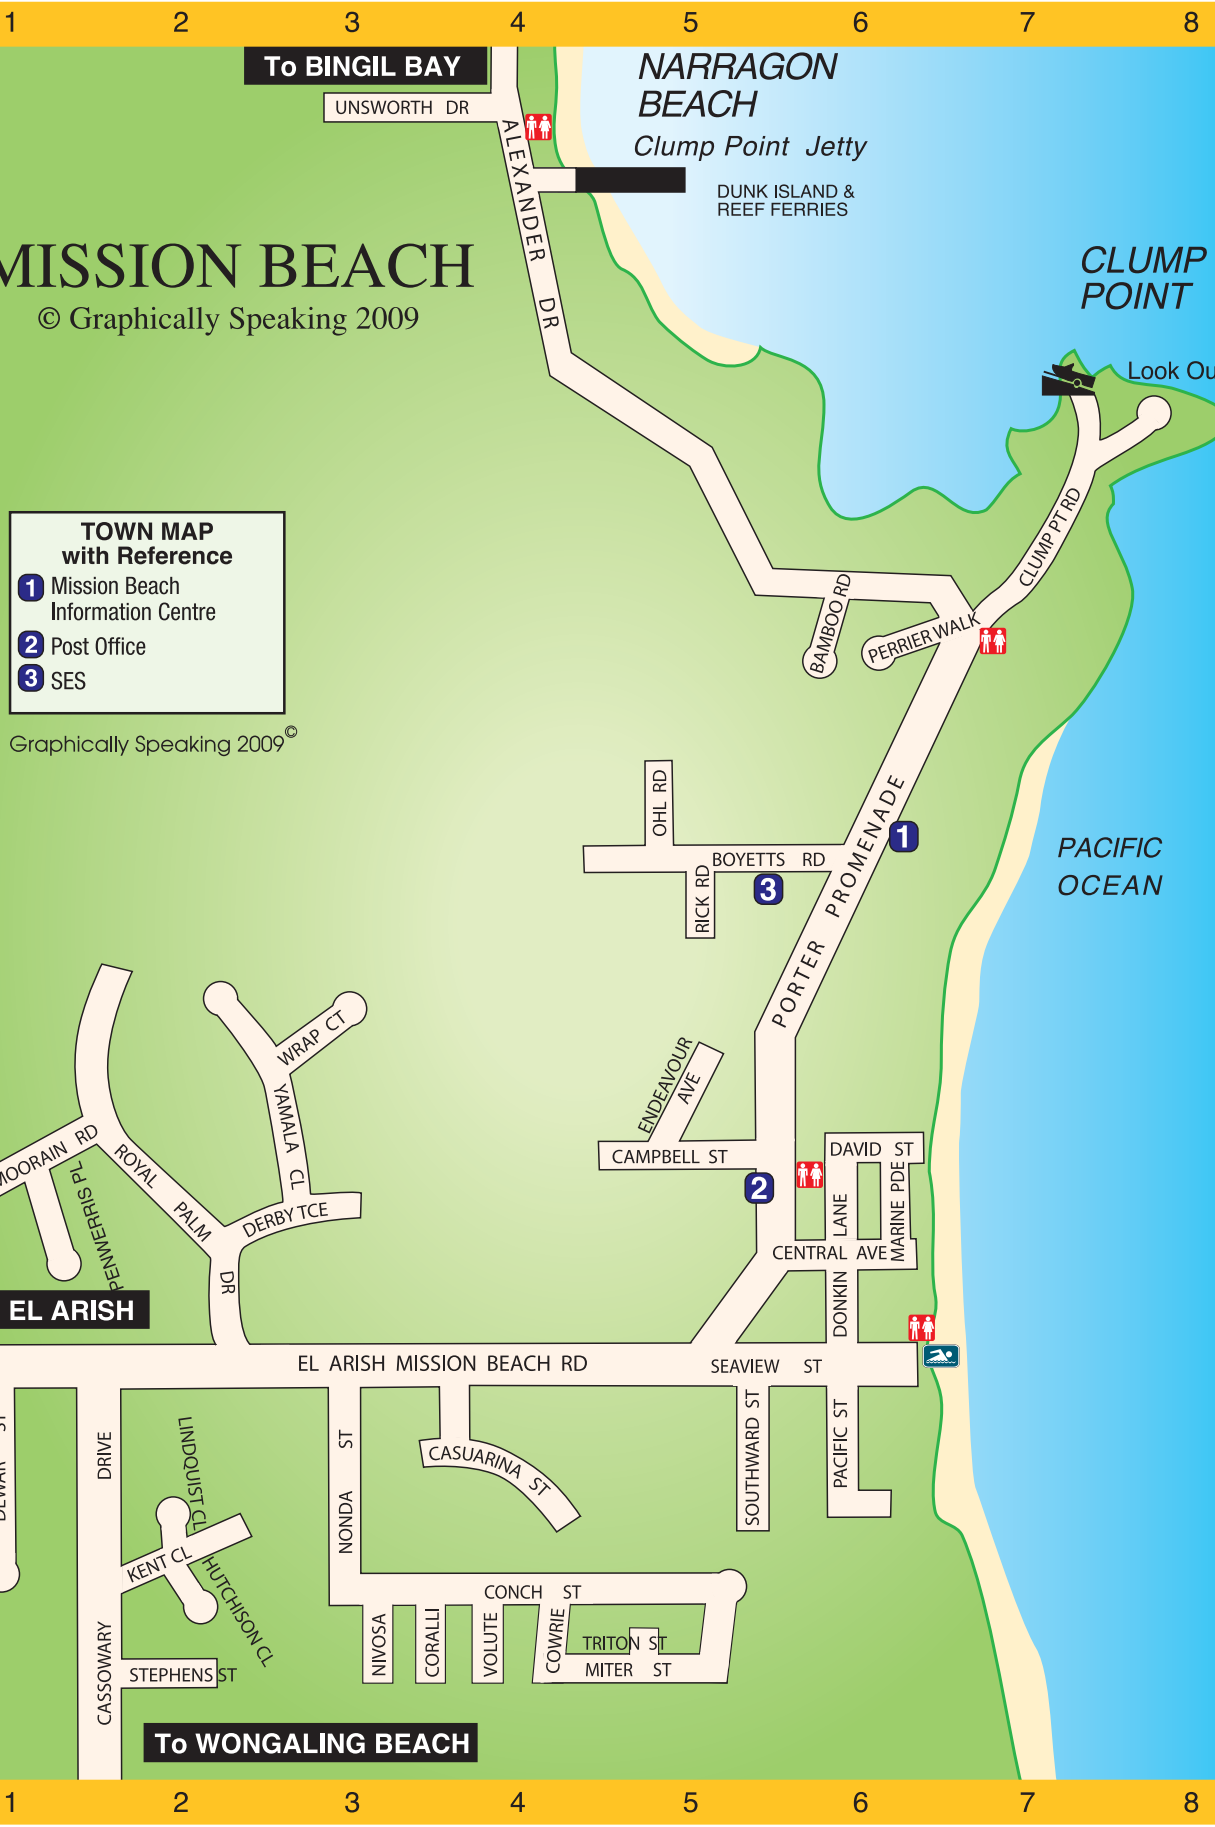 1 2 3 4 5 6 7 8
To BINGIL BAY
UNSWORTH DR
ALEXANDER DR
NARRAGON
BEACH
Clump Point Jetty
DUNK ISLAND &
REEF FERRIES
MISSION BEACH
© Graphically Speaking 2009
CLUMP
POINT
Look Ou
TOWN MAP
with Reference
1 Mission Beach
Information Centre
2 Post Office
3 SES
Graphically Speaking 2009©
CLUMP PT RD
BAMBOO RD
PERRIER WALK
OHL RD
BOYETTS RD
RICK RD
3
1
PORTER PROMENADE
PACIFIC
OCEAN
WRAP CT
YAMALA CL
ENDEAVOUR
AVE
CAMPBELL ST
2
DAVID ST
MOORAIN RD
PENWERRIS PL
ROYAL PALM DR
DERBY TCE
DONKIN LANE
MARINE PDE
CENTRAL AVE
EL ARISH
EL ARISH MISSION BEACH RD
SEAVIEW ST
DEWAR ST
CASSOWARY DRIVE
LINDQUIST CL
KENT CL
HUTCHISON CL
STEPHENS ST
NONDA ST
CASUARINA ST
SOUTHWARD ST
PACIFIC ST
CONCH ST
NIVOSA
CORALLI
VOLUTE
COWRIE
TRITON ST
MITER ST
To WONGALING BEACH
1 2 3 4 5 6 7 8